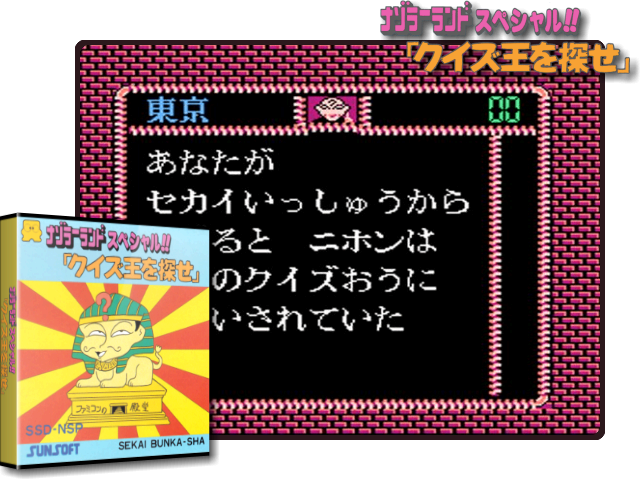 ナゾラーランド スペシャル!!
「クイズ王を探せ」
東京
00
あなたが
セカイいっしゅうから
ると ニホンは
のクイズおうに
いされていた
ナゾラーランド スペシャル!!
「クイズ王を探せ」
ファミコンの 殿堂
SSD-NSP
SUNSOFT
SEKAI BUNKA-SHA